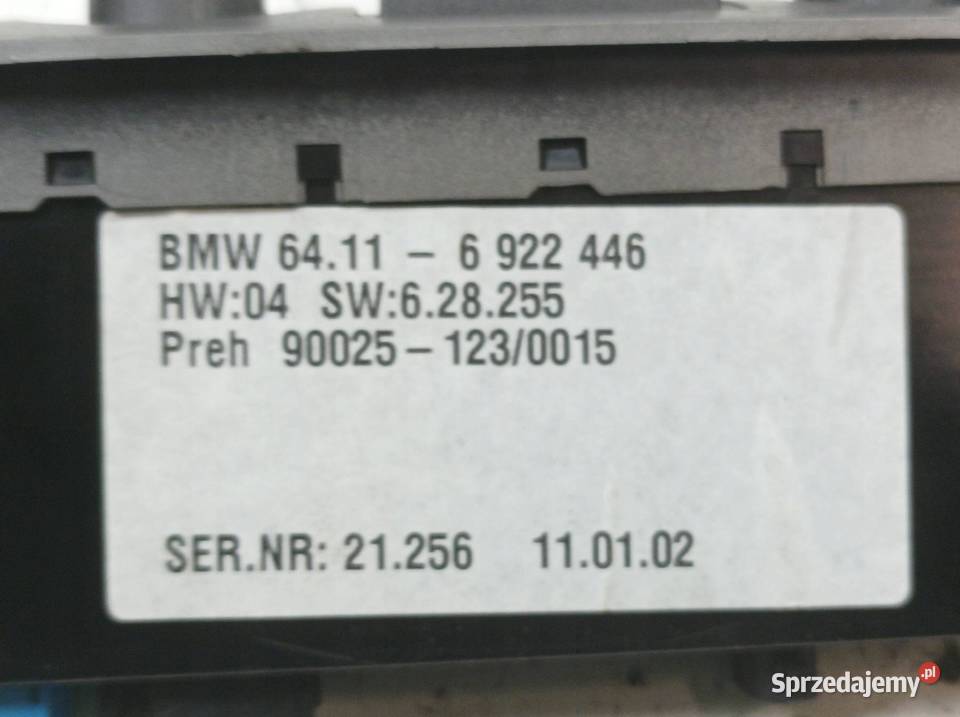 BMW 64.11 – 6 922 446
HW:04 SW:6.28.255
Preh 90025–123/0015
SER.NR: 21.256 11.01.02
Sprzedajemy.pl